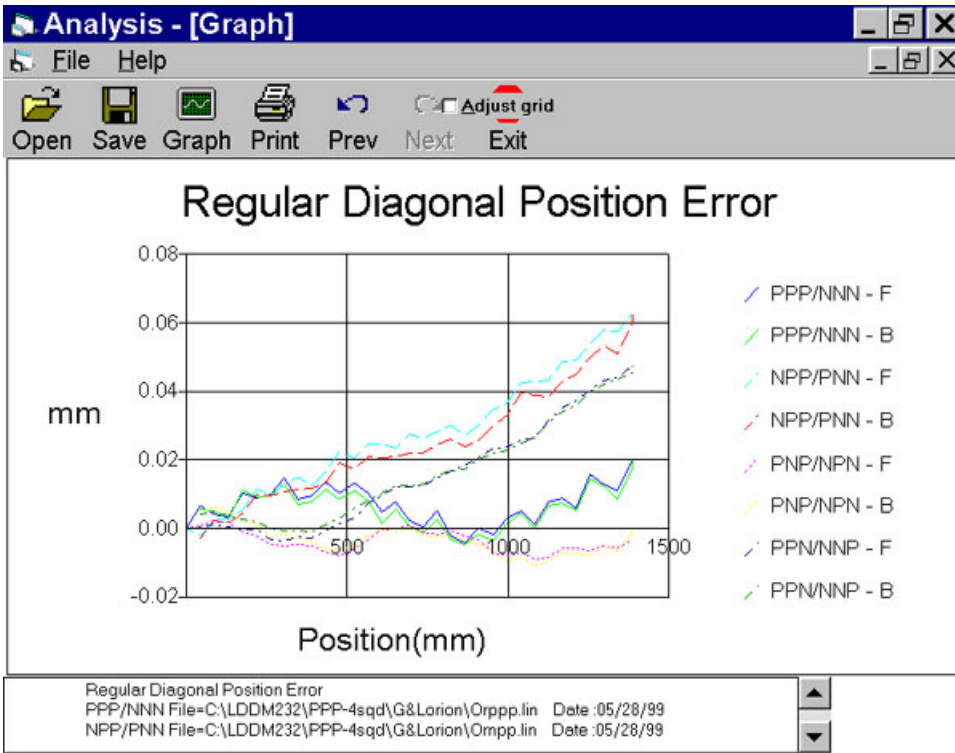 Analysis - [Graph]
File Help
Open Save Graph Print Prev Next Adjust grid Exit
Regular Diagonal Position Error
0.08
0.06
0.04
0.02
0.00
-0.02
mm
500 1000 1500
Position(mm)
PPP/NNN - F
PPP/NNN - B
NPP/PNN - F
NPP/PNN - B
PNP/NPN - F
PNP/NPN - B
PPN/NNP - F
PPN/NNP - B
Regular Diagonal Position Error
PPP/NNN File=C:\LDDM232\PPP-4sqd\G&Lorion\Orppp.lin Date :05/28/99
NPP/PNN File=C:\LDDM232\PPP-4sqd\G&Lorion\Ornpp.lin Date :05/28/99